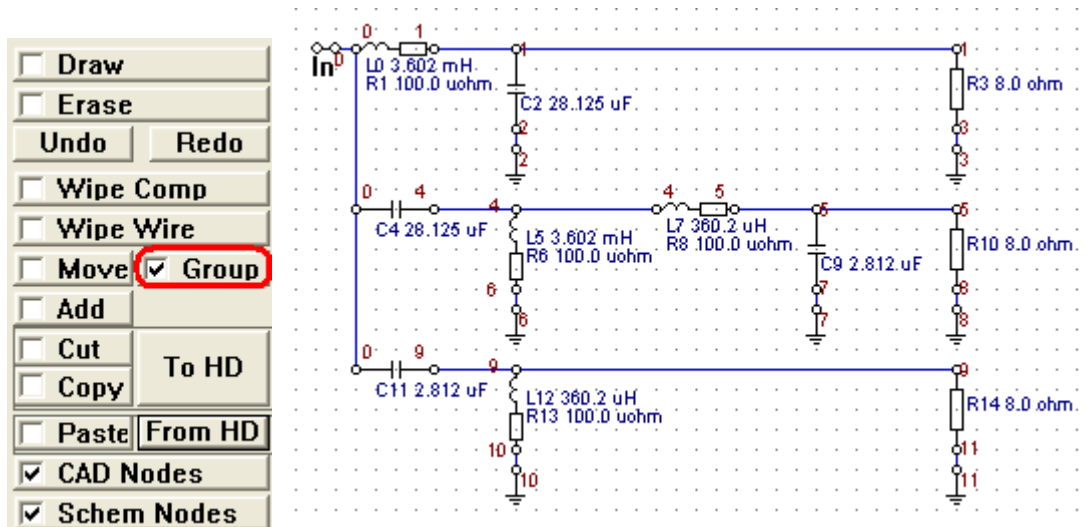 Draw
Erase
Undo Redo
Wipe Comp
Wipe Wire
Move Group
Add
Cut
To HD
Copy
Paste From HD
CAD Nodes
Schem Nodes
0 1
In 0
L0 3.602 mH
R1 100.0 uohm
1
C2 28.125 uF
2
2
1
R3 8.0 ohm
3
3
0 4
C4 28.125 uF
4
L5 3.602 mH
R6 100.0 uohm
6
6
4 5
L7 360.2 uH
R8 100.0 uohm
5
C9 2.812 uF
7
7
5
R10 8.0 ohm
8
8
0 9
C11 2.812 uF
9
L12 360.2 uH
R13 100.0 uohm
10
10
9
R14 8.0 ohm
11
11